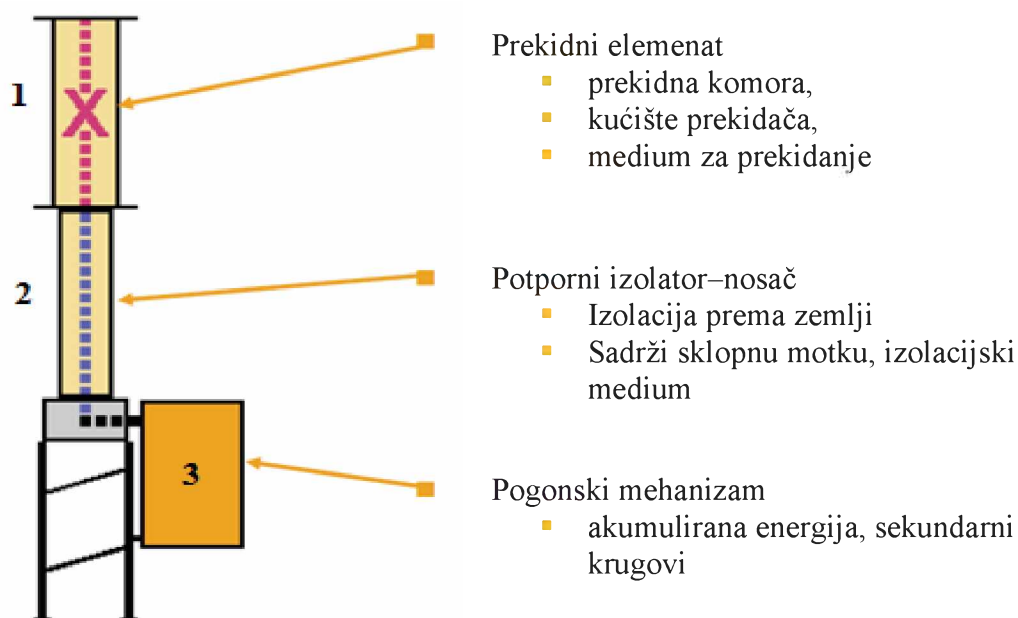 1
Prekidni elemenat
prekidna komora,
kućište prekidača,
medium za prekidanje
2
Potporni izolator–nosač
Izolacija prema zemlji
Sadrži sklopnu motku, izolacijski
medium
3
Pogonski mehanizam
akumulirana energija, sekundarni
krugovi